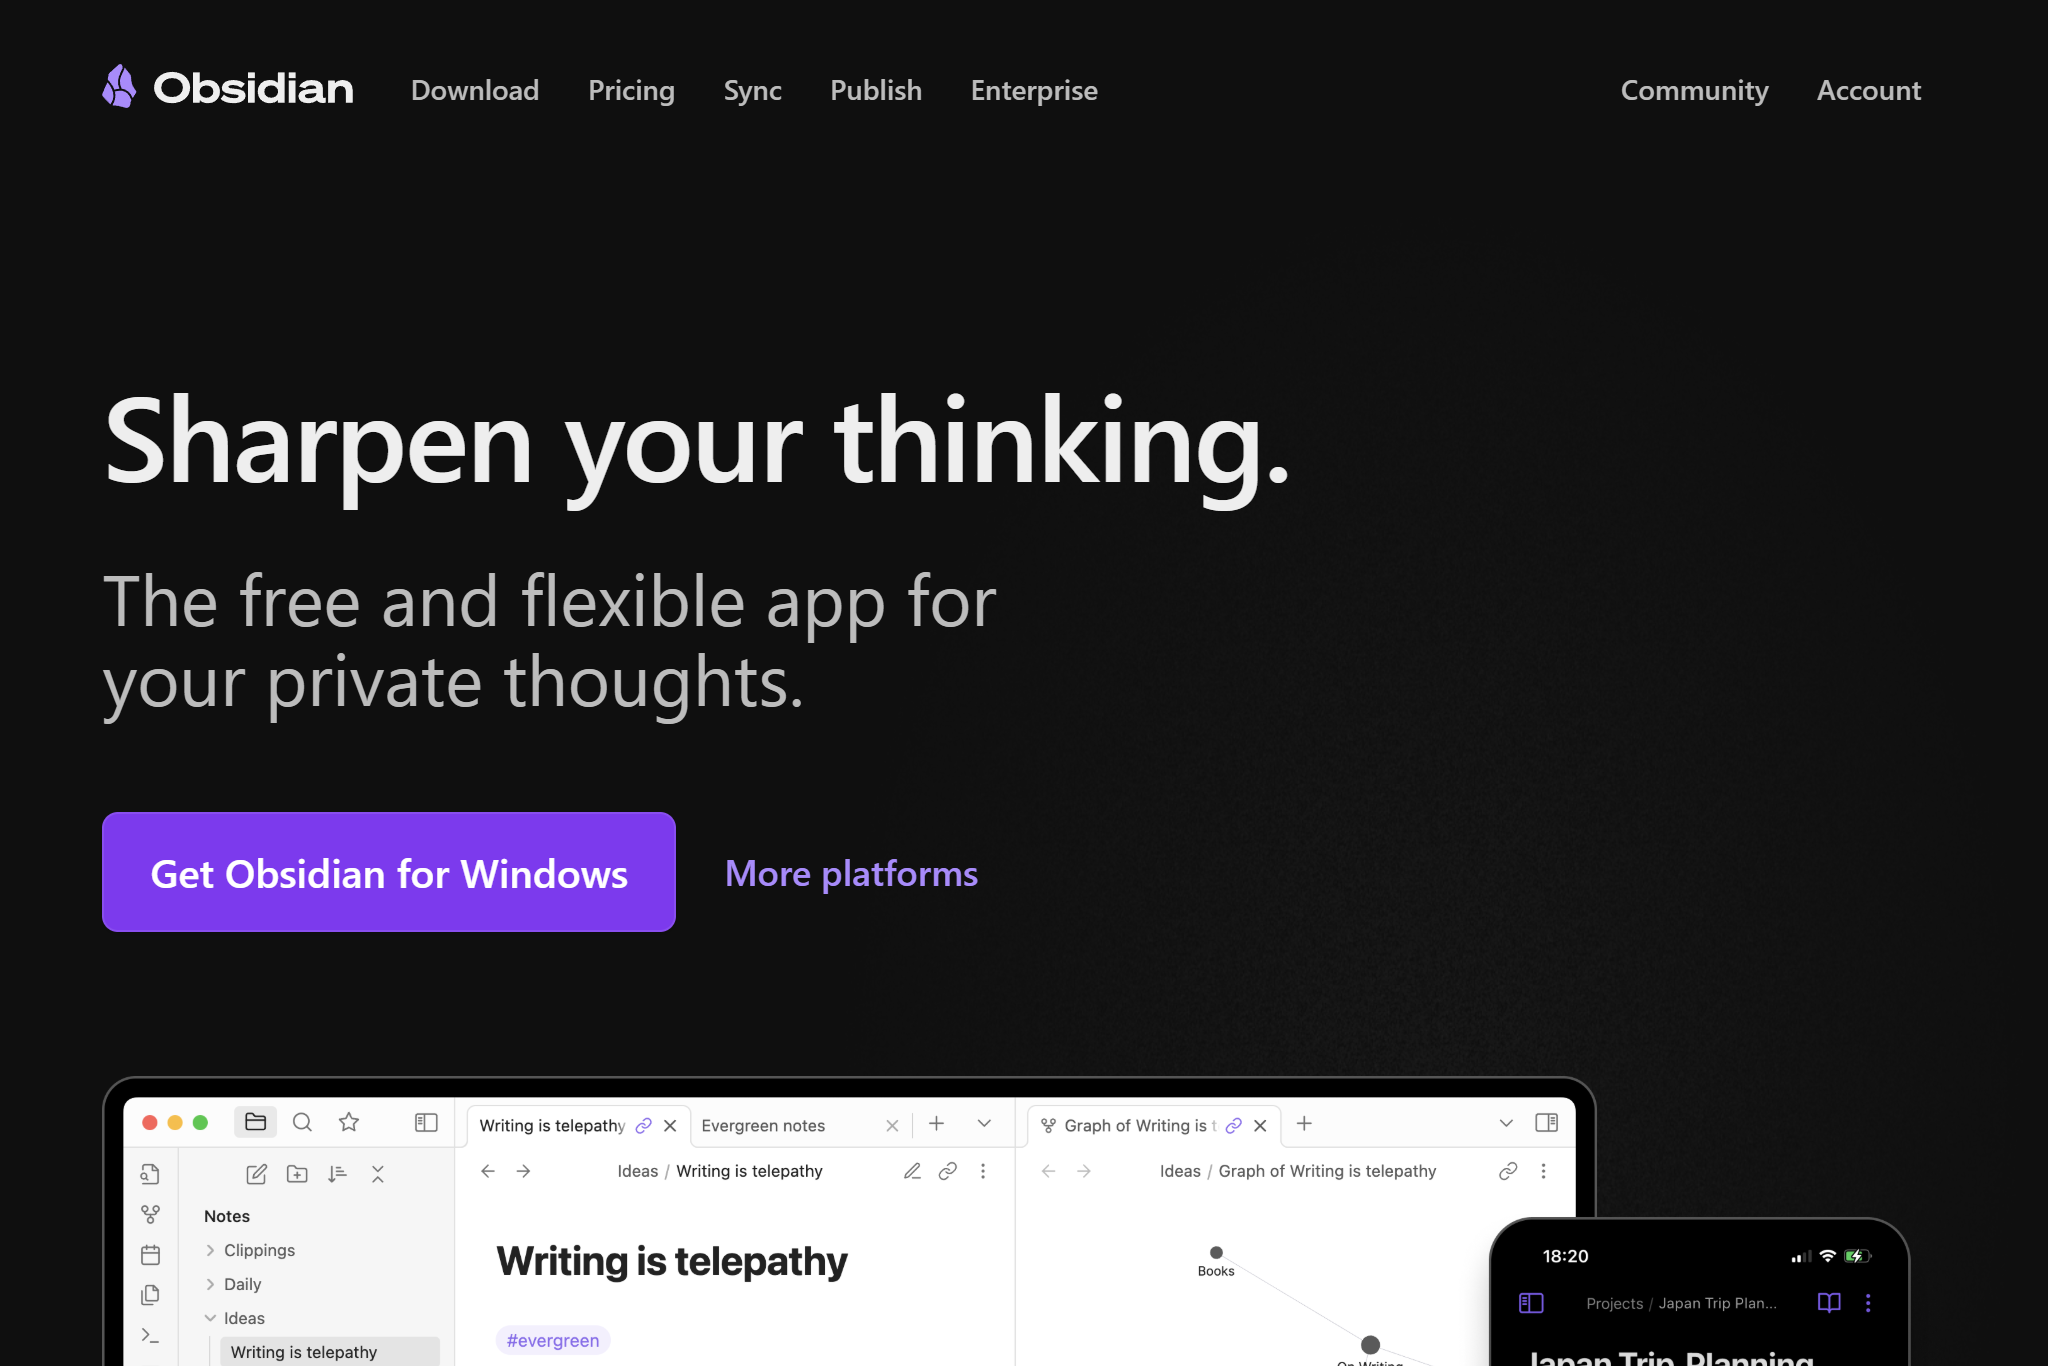 Obsidian
Download Pricing Sync Publish Enterprise Community Account
Sharpen your thinking.
The free and flexible app for
your private thoughts.
Get Obsidian for Windows
More platforms
Writing is telepathy
Evergreen notes
Graph of Writing is t
Ideas / Writing is telepathy
Ideas / Graph of Writing is telepathy
Notes
Clippings
Daily
Ideas
Writing is telepathy
Writing is telepathy
#evergreen
Books
On Writing
18:20
Projects / Japan Trip Plan...
Japan Trip Planning